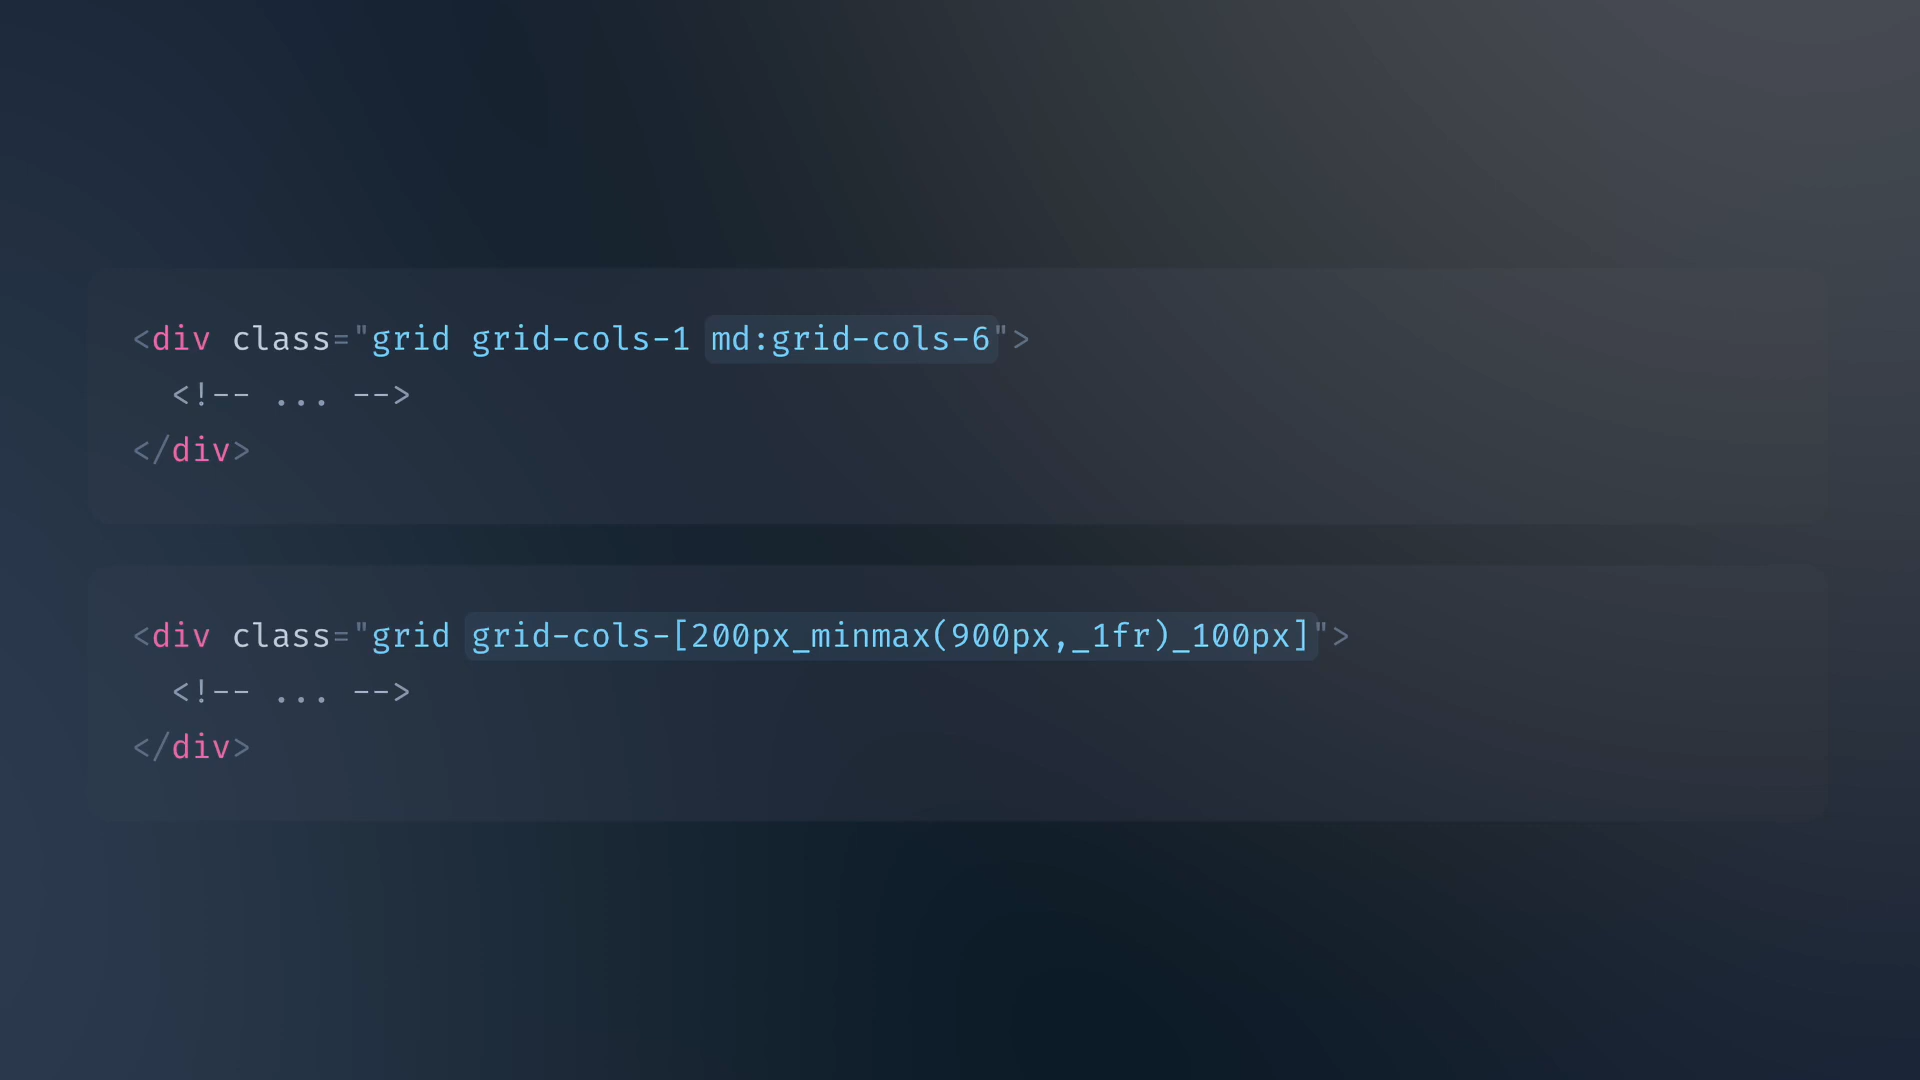 <div class="grid grid-cols-1 md:grid-cols-6">
  <!-- ... -->
</div>
<div class="grid grid-cols-[200px_minmax(900px,_1fr)_100px]">
  <!-- ... -->
</div>